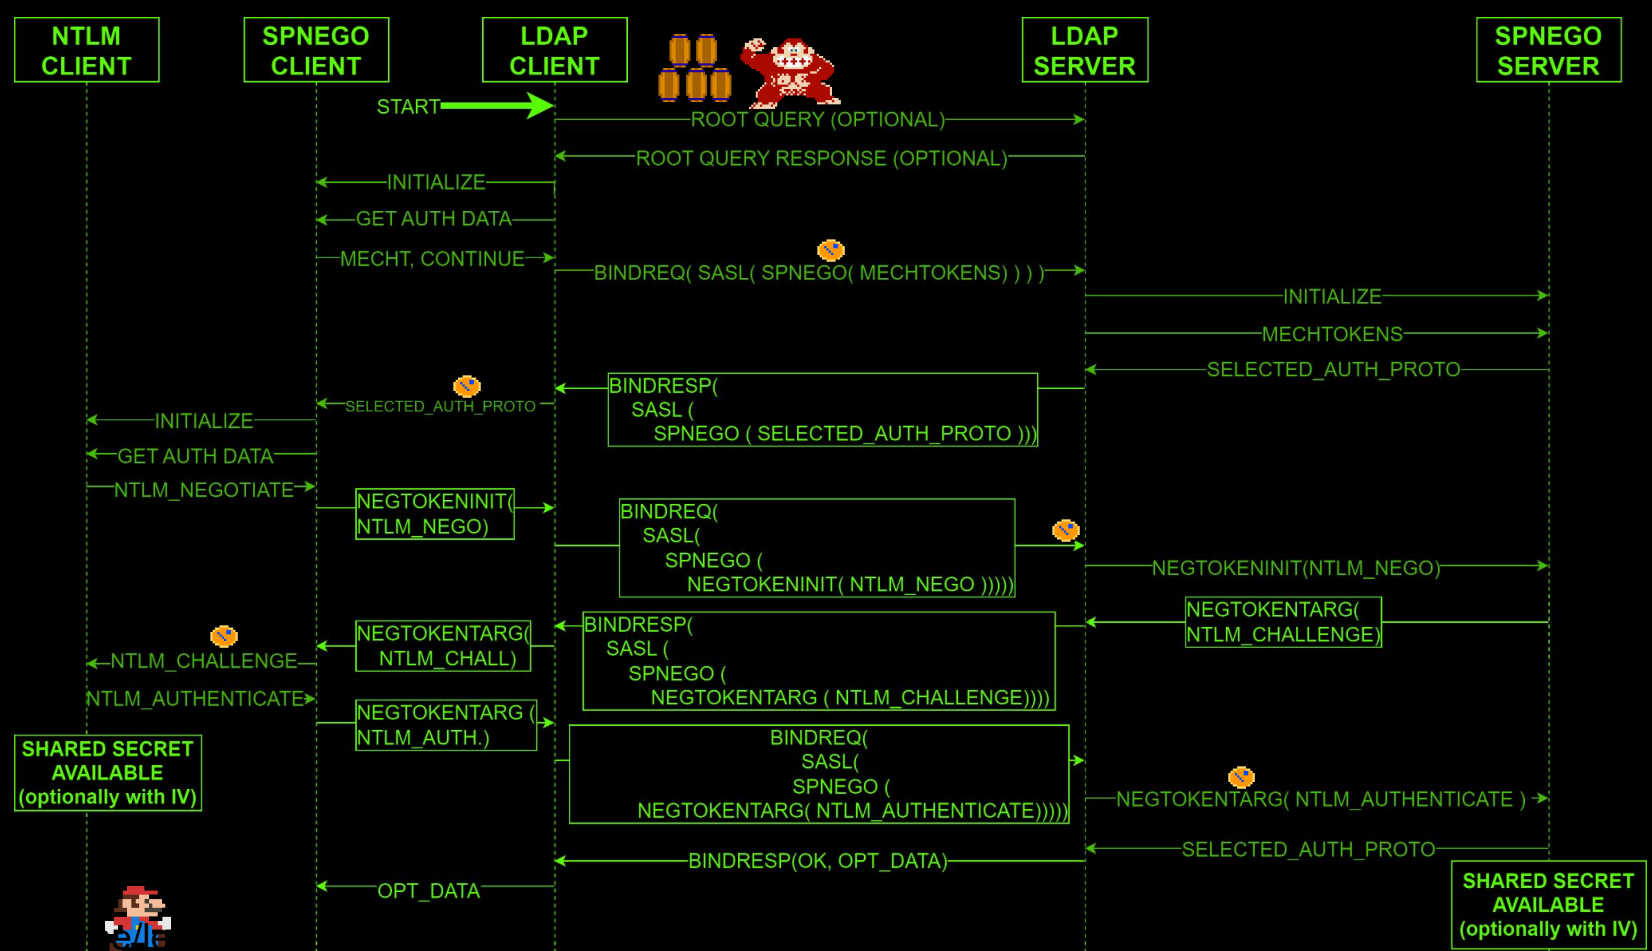 NTLM
CLIENT
SPNEGO
CLIENT
LDAP
CLIENT
LDAP
SERVER
SPNEGO
SERVER
START
ROOT QUERY (OPTIONAL)
ROOT QUERY RESPONSE (OPTIONAL)
INITIALIZE
GET AUTH DATA
MECHT, CONTINUE
BINDREQ( SASL( SPNEGO( MECHTOKENS) ) ) )
INITIALIZE
MECHTOKENS
SELECTED_AUTH_PROTO
BINDRESP(
SASL (
SPNEGO ( SELECTED_AUTH_PROTO )))
SELECTED_AUTH_PROTO
INITIALIZE
GET AUTH DATA
NTLM_NEGOTIATE
NEGTOKENINIT(
NTLM_NEGO)
BINDREQ(
SASL(
SPNEGO (
NEGTOKENINIT( NTLM_NEGO )))))
NEGTOKENINIT(NTLM_NEGO)
NEGTOKENTARG(
NTLM_CHALLENGE)
BINDRESP(
SASL (
SPNEGO (
NEGTOKENTARG ( NTLM_CHALLENGE))))
NEGTOKENTARG(
NTLM_CHALL)
NTLM_CHALLENGE
NTLM_AUTHENTICATE
NEGTOKENTARG (
NTLM_AUTH.)
BINDREQ(
SASL(
SPNEGO (
NEGTOKENTARG( NTLM_AUTHENTICATE)))))
SHARED SECRET
AVAILABLE
(optionally with IV)
NEGTOKENTARG( NTLM_AUTHENTICATE )
SELECTED_AUTH_PROTO
BINDRESP(OK, OPT_DATA)
OPT_DATA
SHARED SECRET
AVAILABLE
(optionally with IV)